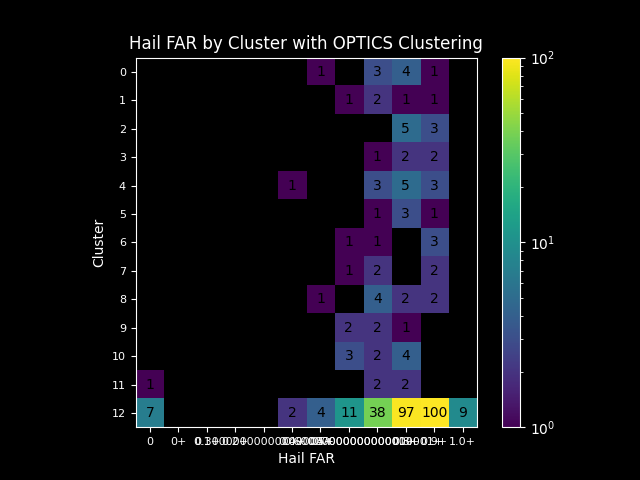 Hail FAR by Cluster with OPTICS Clustering
0 1 3 4 1
1 1 2 1 1
2 5 3
3 1 2 2
4 1 3 5 3
5 1 3 1
6 1 1 3
7 1 2 2
8 1 4 2 2
9 2 2 1
10 3 2 4
11 1 2 2
12 7 2 4 11 38 97 100 9
0 0+ 1.0+
Hail FAR
Cluster
10²
10¹
10⁰